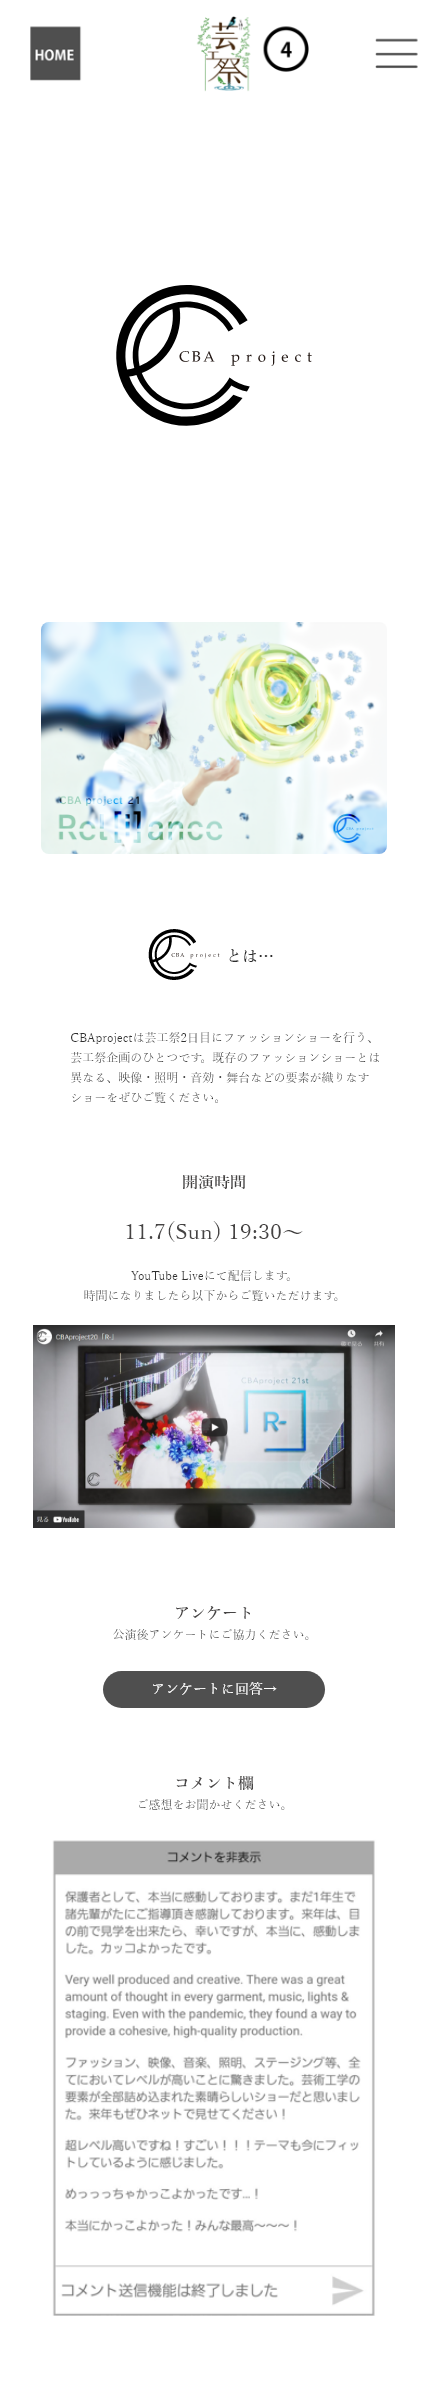 HOME
芸
工
祭
4
CBA project
CBA project 21
Re[:]lance
CBA project とは…
CBAprojectは芸工祭2日目にファッションショーを行う、
芸工祭企画のひとつです。既存のファッションショーとは
異なる、映像・照明・音効・舞台などの要素が織りなす
ショーをぜひご覧ください。
開演時間
11.7(Sun) 19:30〜
YouTube Liveにて配信します。
時間になりましたら以下からご覧いただけます。
CBAproject20「R-」
共有
CBAproject 21st
R-
見る YouTube
アンケート
公演後アンケートにご協力ください。
アンケートに回答→
コメント欄
ご感想をお聞かせください。
コメントを非表示
保護者として、本当に感動しております。まだ1年生で
諸先輩がたにご指導頂き感謝しております。来年は、目
の前で見学を出来たら、幸いですが、本当に、感動しま
した。カッコよかったです。
Very well produced and creative. There was a great
amount of thought in every garment, music, lights &
staging. Even with the pandemic, they found a way to
provide a cohesive, high-quality production.
ファッション、映像、音楽、照明、ステージング等、全
てにおいてレベルが高いことに驚きました。芸術工学の
要素が全部詰め込まれた素晴らしいショーだと思いまし
た。来年もぜひネットで見せてください！
超レベル高いですね！すごい！！！テーマも今にフィッ
トしているように感じました。
めっっっちゃかっこよかったです…！
本当にかっこよかった！みんな最高〜〜〜！
コメント送信機能は終了しました